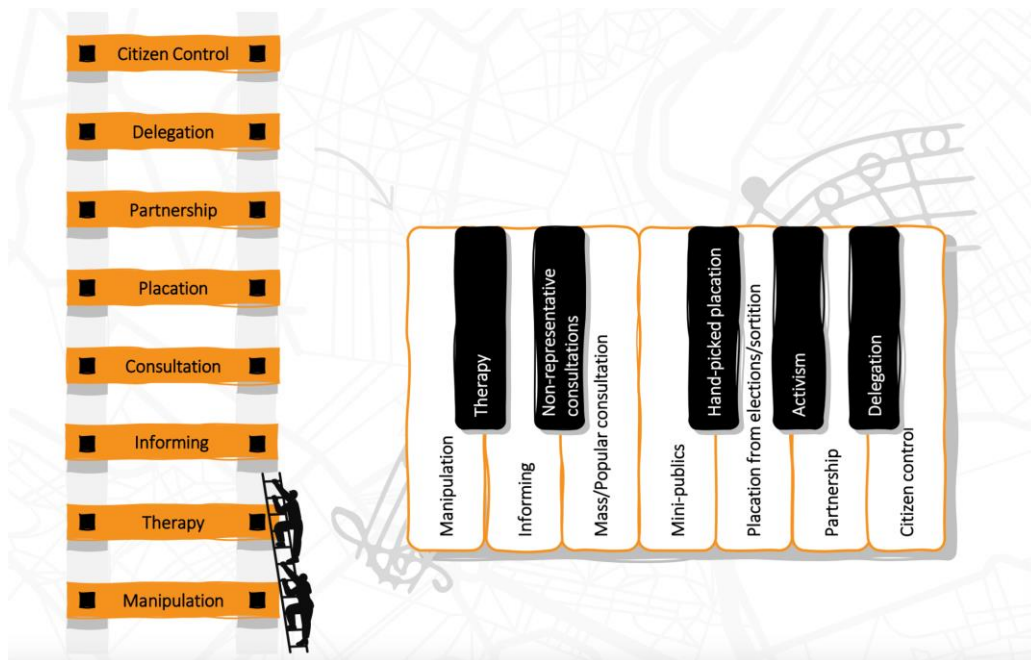 Citizen Control
Delegation
Partnership
Placation
Consultation
Informing
Therapy
Manipulation
Manipulation
Therapy
Informing
Non-representative
consultations
Mass/Popular consultation
Mini-publics
Hand-picked placation
Placation from elections/sortition
Activism
Partnership
Delegation
Citizen control